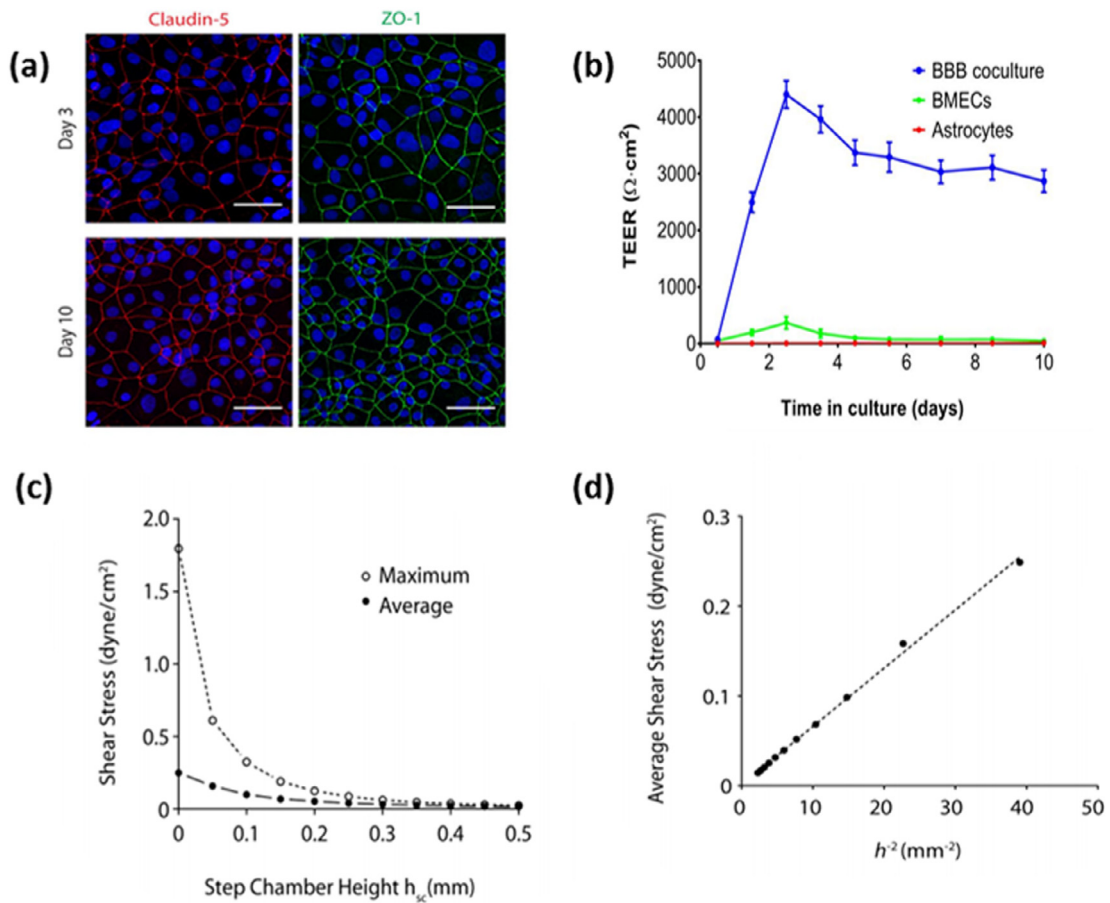 Claudin-5 ZO-1
(a)
Day 3
Day 10
(b)
5000
4000
3000
2000
1000
0
TEER (Ω·cm²)
BBB coculture
BMECs
Astrocytes
0 2 4 6 8 10
Time in culture (days)
(c)
2.0
1.5
1.0
0.5
0
Shear Stress (dyne/cm²)
Maximum
Average
0 0.1 0.2 0.3 0.4 0.5
Step Chamber Height hsc(mm)
(d)
0.3
0.2
0.1
0
Average Shear Stress (dyne/cm²)
0 10 20 30 40 50
h-2 (mm-2)